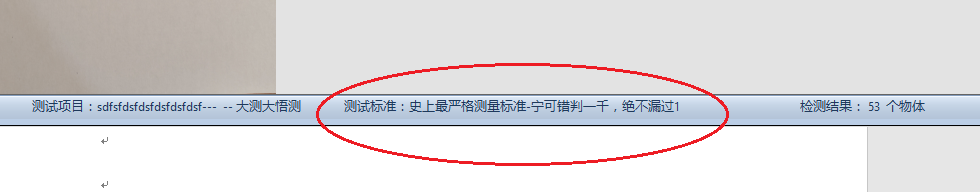 测试项目：sdfsfdsfdsfdsfdsfdsf--- -- 大测大悟测 测试标准：史上最严格测量标准-宁可错判一千，绝不漏过1 检测结果： 53 个物体